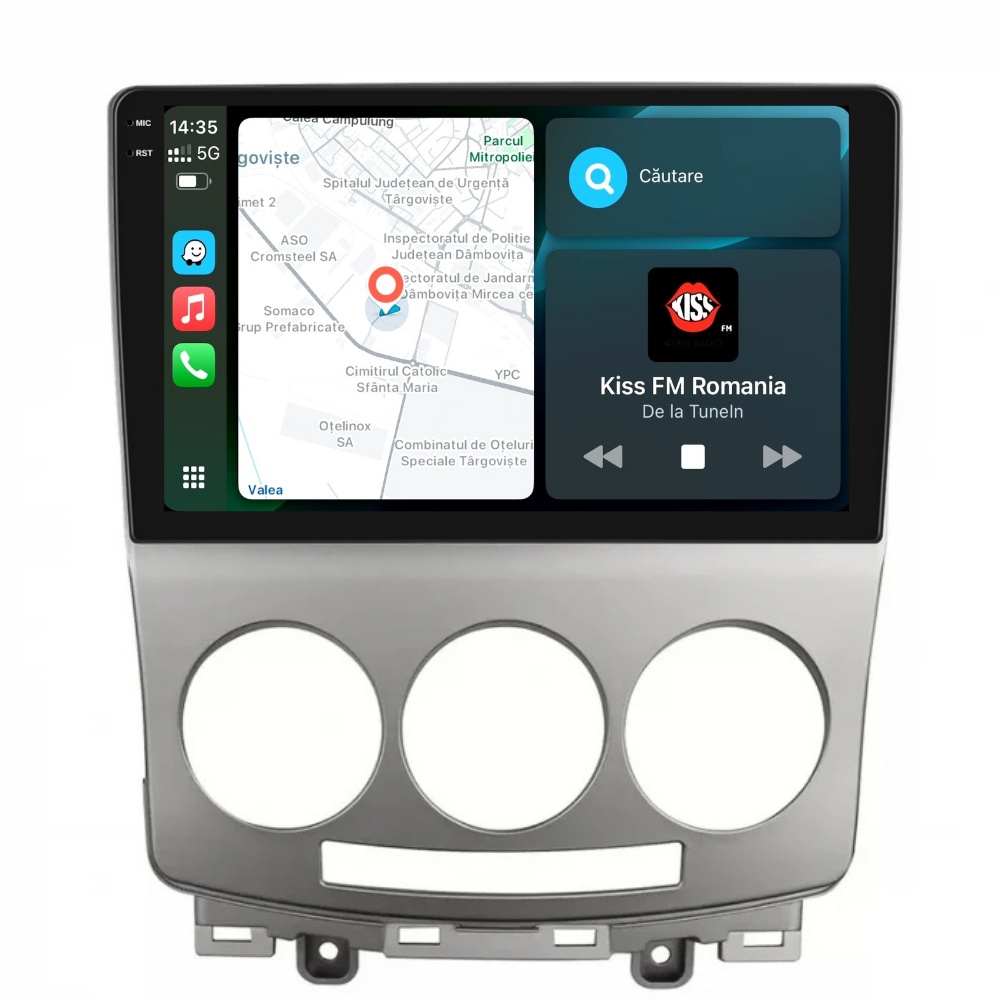 MIC
RST
14:35
5G
Calea Câmpulung
goviște
Parcul
Mitropoliei
Spitalul Județean de Urgență
Târgoviște
imet 2
ASO
Cromsteel SA
Inspectoratul de Poliție
Județean Dâmbovița
ectoratul de Jandarm
Dâmbovița Mircea ce
Somaco
Grup Prefabricate
Cimitirul Catolic
Sfânta Maria
YPC
Oțelinox
SA
Combinatul de Oțeluri
Speciale Târgoviște
Valea
Căutare
KISS
FM
Kiss FM Romania
De la TuneIn